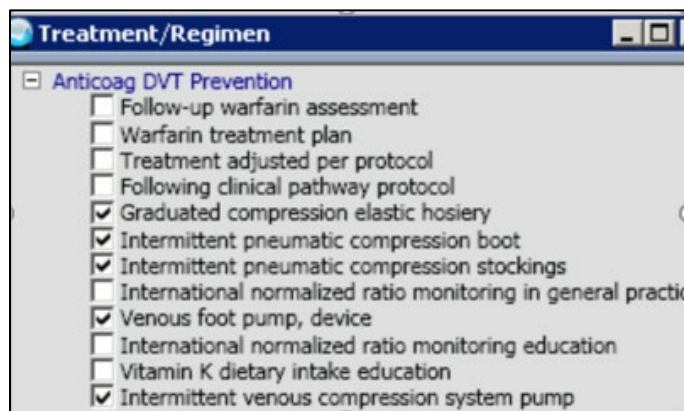 Treatment/Regimen
Anticoag DVT Prevention
Follow-up warfarin assessment
Warfarin treatment plan
Treatment adjusted per protocol
Following clinical pathway protocol
Graduated compression elastic hosiery
Intermittent pneumatic compression boot
Intermittent pneumatic compression stockings
International normalized ratio monitoring in general practic
Venous foot pump, device
International normalized ratio monitoring education
Vitamin K dietary intake education
Intermittent venous compression system pump